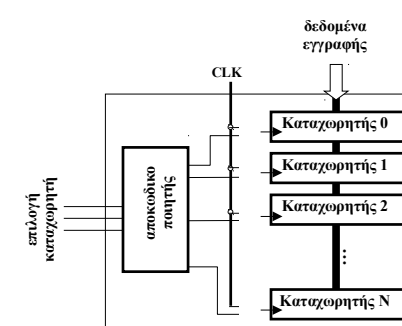 δεδομένα
εγγραφής
CLK
Καταχωρητής 0
Καταχωρητής 1
Καταχωρητής 2
...
Καταχωρητής N
αποκωδικο
ποιητής
επιλογή
καταχωρητή